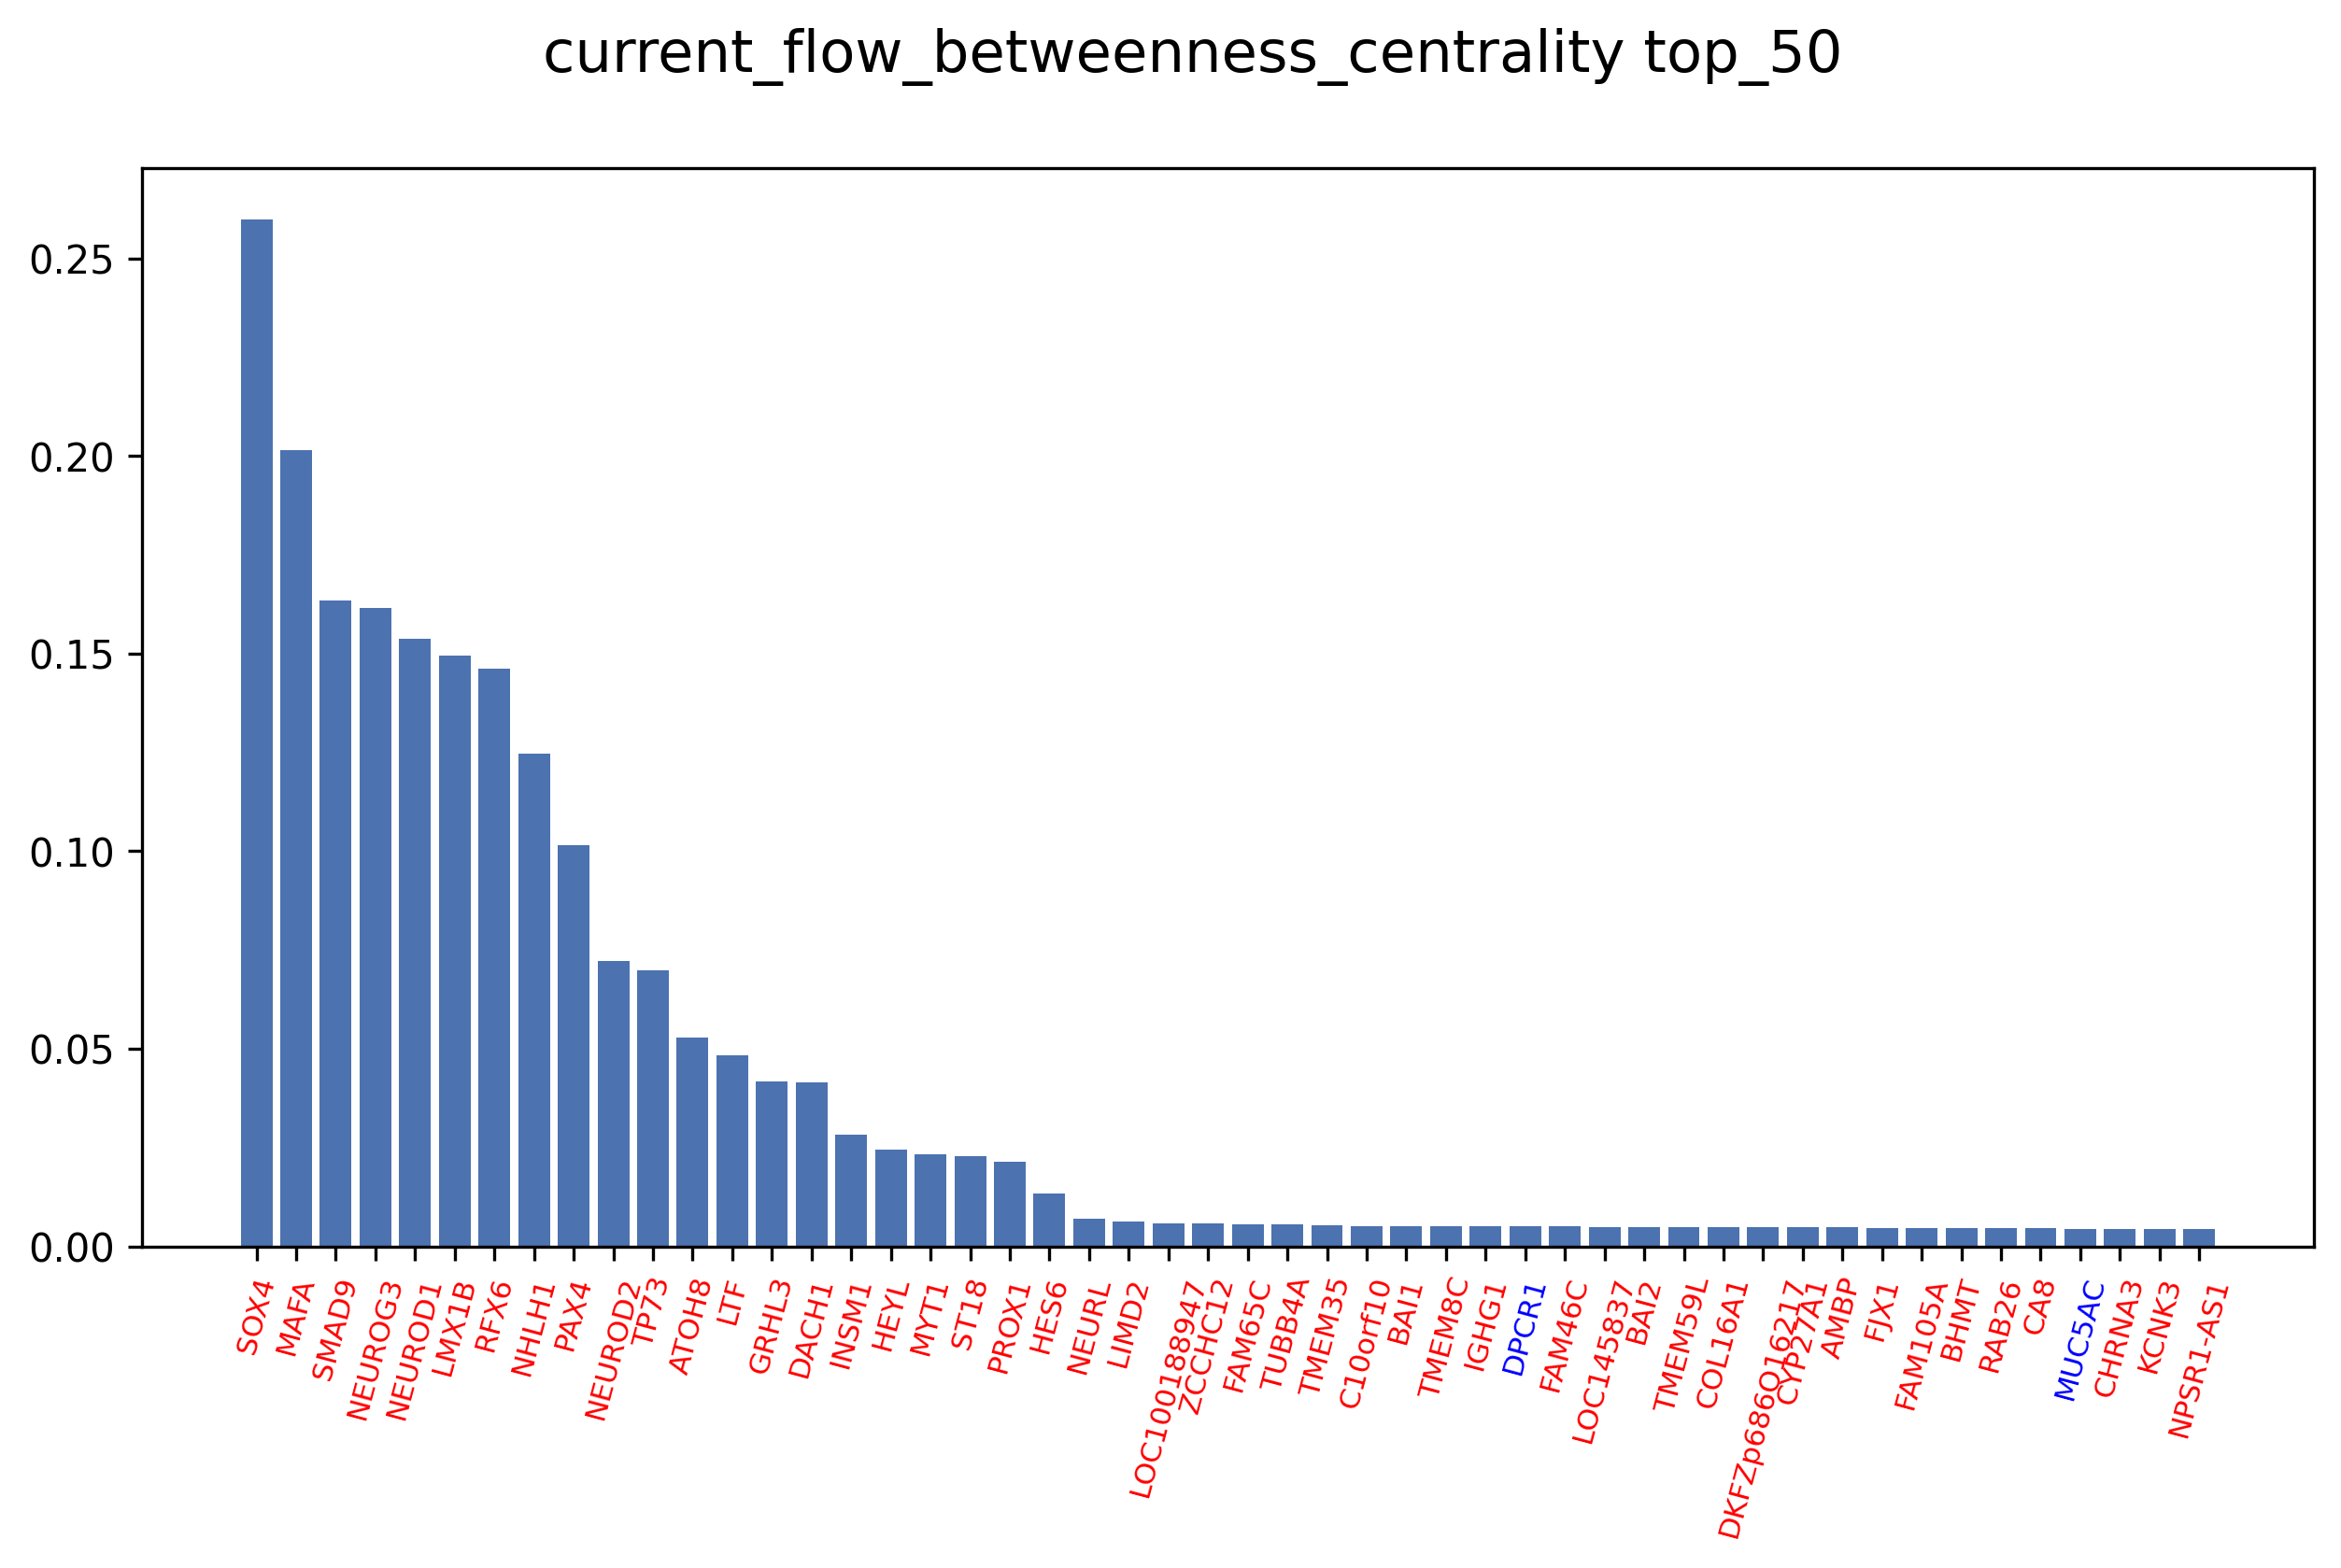 current_flow_betweenness_centrality top_50
0.25
0.20
0.15
0.10
0.05
0.00
SOX4
MAFA
SMAD9
NEUROG3
NEUROD1
LMX1B
RFX6
NHLH1
PAX4
NEUROD2
TP73
ATOH8
LTF
GRHL3
DACH1
INSM1
HEYL
MYT1
ST18
PROX1
HES6
NEURL
LIMD2
LOC100188947
ZCCHC12
FAM65C
TUBB4A
TMEM35
C10orf10
BAI1
TMEM8C
IGHG1
DPCR1
FAM46C
LOC145837
BAI2
TMEM59L
COL16A1
DKFZp686O16217
CYP27A1
AMBP
FJX1
FAM105A
BHMT
RAB26
CA8
MUC5AC
CHRNA3
KCNK3
NPSR1-AS1